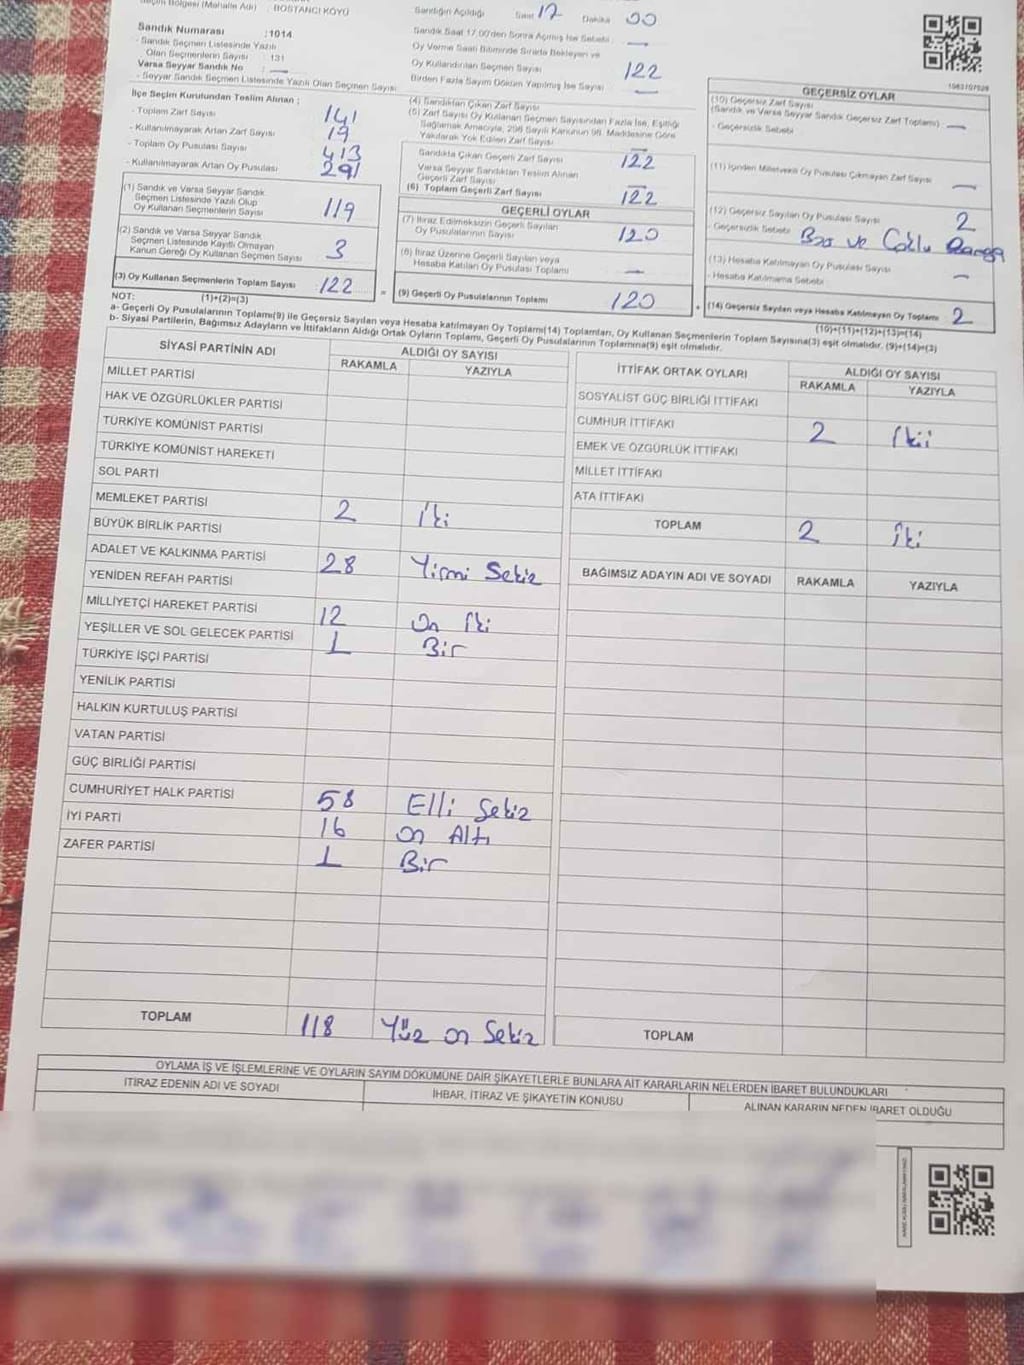 Seçim Bölgesi (Mahalle Adı) : BOSTANCI KÖYÜ
Sandık Numarası :1014
- Sandık Seçmen Listesinde Yazılı
Olan Seçmenlerin Sayısı : 131
Varsa Seyyar Sandık No : —
- Seyyar Sandık Seçmen Listesinde Yazılı Olan Seçmen Sayısı
İlçe Seçim Kurulundan Teslim Alınan ;
- Toplam Zarf Sayısı 141
- Kullanılmayarak Artan Zarf Sayısı 19
- Toplam Oy Pusulası Sayısı 413
- Kullanılmayarak Artan Oy Pusulası 291
(1) Sandık ve Varsa Seyyar Sandık
Seçmen Listesinde Yazılı Olup
Oy Kullanan Seçmenlerin Sayısı 119
(2) Sandık ve Varsa Seyyar Sandık
Seçmen Listesinde Kayıtlı Olmayan
Kanun Gereği Oy Kullanan Seçmen Sayısı 3
(3) Oy Kullanan Seçmenlerin Toplam Sayısı 122 =
Sandığın Açıldığı Saat 17 Dakika 00
Sandık Saat 17.00'den Sonra Açılmış İse Sebebi : —
Oy Verme Saati Bitiminde Sırada Bekleyen ve
Oy Kullandırılan Seçmen Sayısı 122
Birden Fazla Sayım Döküm Yapılmış İse Sayısı —
(4) Sandıktan Çıkan Zarf Sayısı
(5) Zarf Sayısı Oy Kullanan Seçmen Sayısından Fazla İse, Eşitliği
Sağlamak Amacıyla, 298 Sayılı Kanunun 98. Maddesine Göre
Yakılarak Yok Edilen Zarf Sayısı —
Sandıkta Çıkan Geçerli Zarf Sayısı 122
Varsa Seyyar Sandıktan Teslim Alınan
Geçerli Zarf Sayısı —
(6) Toplam Geçerli Zarf Sayısı 122
GEÇERLİ OYLAR
(7) İtiraz Edilmeksizin Geçerli Sayılan
Oy Pusulalarının Sayısı 120
(8) İtiraz Üzerine Geçerli Sayılan veya
Hesaba Katılan Oy Pusulası Toplamı —
(9) Geçerli Oy Pusulalarının Toplamı 120 +
1063107028
GEÇERSİZ OYLAR
(10) Geçersiz Zarf Sayısı
(Sandık ve Varsa Seyyar Sandık Geçersiz Zarf Toplamı) —
- Geçersizlik Sebebi
(11) İçinden Milletvekili Oy Pusulası Çıkmayan Zarf Sayısı —
(12) Geçersiz Sayılan Oy Pusulası Sayısı 2
- Geçersizlik Sebebi Boş ve Çoklu Damga
(13) Hesaba Katılmayan Oy Pusulası Sayısı —
- Hesaba Katılmama Sebebi
(14) Geçersiz Sayılan veya Hesaba Katılmayan Oy Toplamı 2
NOT: (1)+(2)=(3)
(10)+(11)+(12)+(13)=(14)
a- Geçerli Oy Pusulalarının Toplamı(9) ile Geçersiz Sayılan veya Hesaba katılmayan Oy Toplamı(14) Toplamları, Oy Kullanan Seçmenlerin Toplam Sayısına(3) eşit olmalıdır. (9)+(14)=(3)
b- Siyasi Partilerin, Bağımsız Adayların ve İttifakların Aldığı Ortak Oyların Toplamı, Geçerli Oy Pusulalarının Toplamına(9) eşit olmalıdır.
SİYASİ PARTİNİN ADI ALDIĞI OY SAYISI
RAKAMLA YAZIYLA
MİLLET PARTİSİ
HAK VE ÖZGÜRLÜKLER PARTİSİ
TÜRKİYE KOMÜNİST PARTİSİ
TÜRKİYE KOMÜNİST HAREKETİ
SOL PARTİ
MEMLEKET PARTİSİ 2 İki
BÜYÜK BİRLİK PARTİSİ
ADALET VE KALKINMA PARTİSİ 28 Yirmi Sekiz
YENİDEN REFAH PARTİSİ
MİLLİYETÇİ HAREKET PARTİSİ 12 On İki
YEŞİLLER VE SOL GELECEK PARTİSİ 1 Bir
TÜRKİYE İŞÇİ PARTİSİ
YENİLİK PARTİSİ
HALKIN KURTULUŞ PARTİSİ
VATAN PARTİSİ
GÜÇ BİRLİĞİ PARTİSİ
CUMHURİYET HALK PARTİSİ 58 Elli Sekiz
İYİ PARTİ 16 On Altı
ZAFER PARTİSİ 1 Bir
TOPLAM 118 Yüz on Sekiz
İTTİFAK ORTAK OYLARI ALDIĞI OY SAYISI
RAKAMLA YAZIYLA
SOSYALİST GÜÇ BİRLİĞİ İTTİFAKI
CUMHUR İTTİFAKI 2 İki
EMEK VE ÖZGÜRLÜK İTTİFAKI
MİLLET İTTİFAKI
ATA İTTİFAKI
TOPLAM 2 İki
BAĞIMSIZ ADAYIN ADI VE SOYADI RAKAMLA YAZIYLA
TOPLAM
OYLAMA İŞ VE İŞLEMLERİNE VE OYLARIN SAYIM DÖKÜMÜNE DAİR ŞİKAYETLERLE BUNLARA AİT KARARLARIN NELERDEN İBARET BULUNDUKLARI
İTİRAZ EDENİN ADI VE SOYADI İHBAR, İTİRAZ VE ŞİKAYETİN KONUSU ALINAN KARARIN NEDEN İBARET OLDUĞU